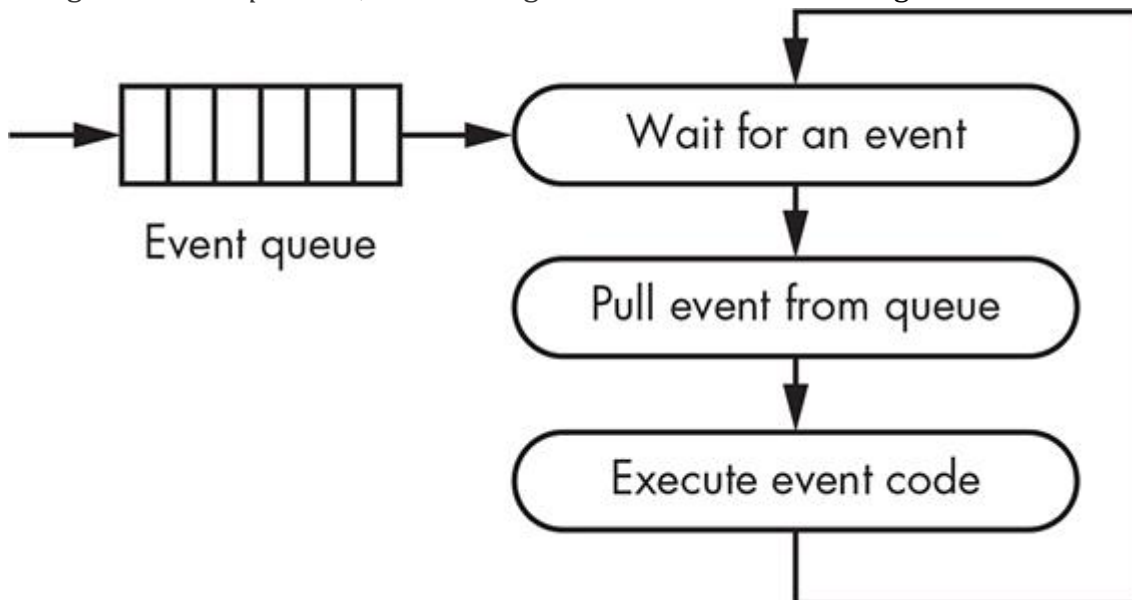 Wait for an event
Event queue
Pull event from queue
Execute event code